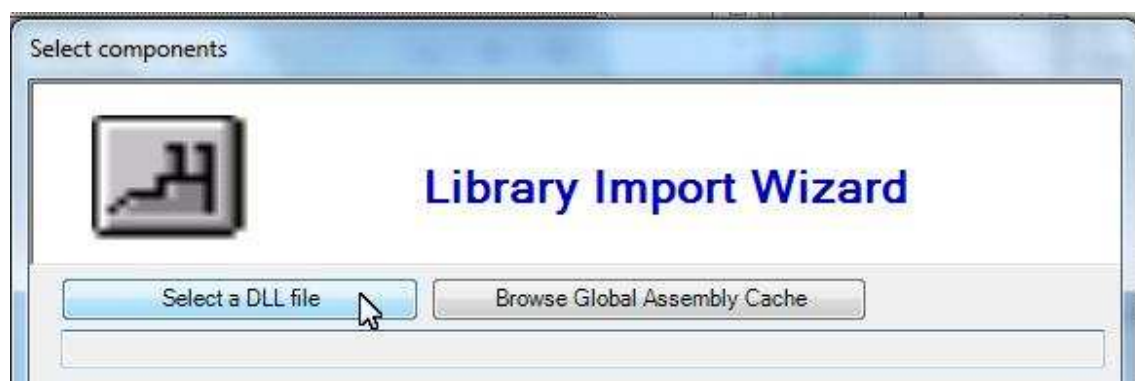 Select components
Library Import Wizard
Select a DLL file
Browse Global Assembly Cache